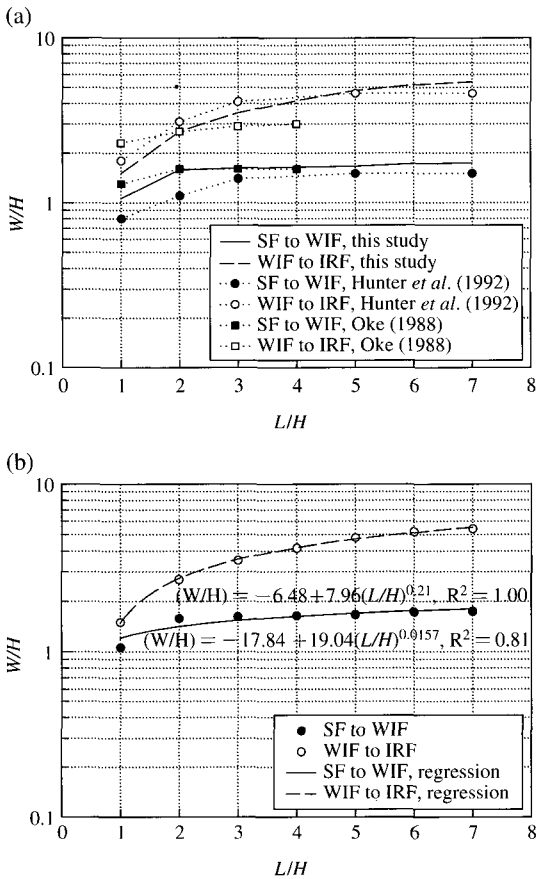 (a)
10
1
0.1
W/H
0 1 2 3 4 5 6 7 8
L/H
SF to WIF, this study
WIF to IRF, this study
SF to WIF, Hunter et al. (1992)
WIF to IRF, Hunter et al. (1992)
SF to WIF, Oke (1988)
WIF to IRF, Oke (1988)
(b)
10
1
0.1
W/H
(W/H) = −6.48+7.96(L/H)^0.21, R^2 = 1.00
(W/H) = −17.84 +19.04(L/H)^0.0157, R^2 = 0.81
SF to WIF
WIF to IRF
SF to WIF, regression
WIF to IRF, regression
0 1 2 3 4 5 6 7 8
L/H